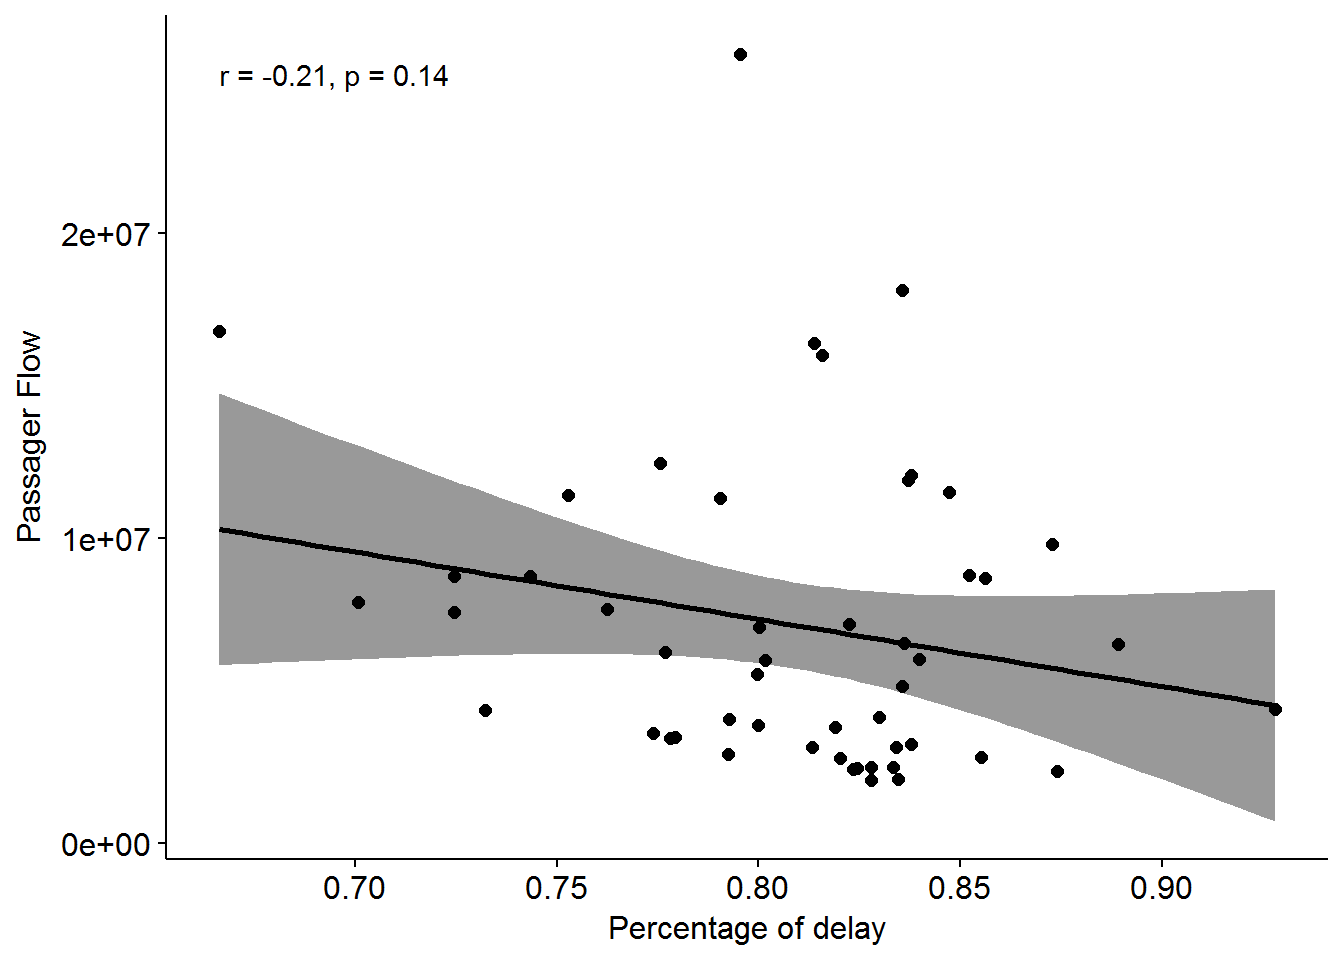 r = -0.21, p = 0.14
Passager Flow
2e+07
1e+07
0e+00
0.70 0.75 0.80 0.85 0.90
Percentage of delay